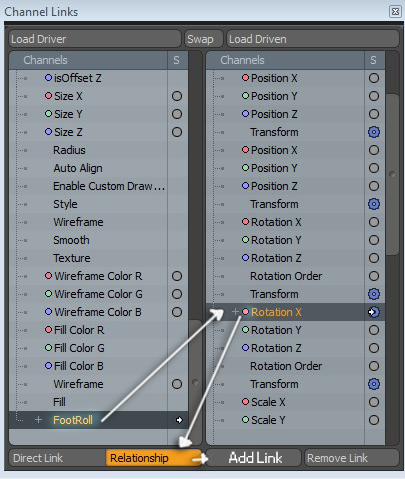 Channel Links
Load Driver
Swap
Load Driven
Channels S
isOffset Z
Size X
Size Y
Size Z
Radius
Auto Align
Enable Custom Draw...
Style
Wireframe
Smooth
Texture
Wireframe Color R
Wireframe Color G
Wireframe Color B
Fill Color R
Fill Color G
Fill Color B
Wireframe
Fill
FootRoll
Channels S
Position X
Position Y
Position Z
Transform
Position X
Position Y
Position Z
Transform
Rotation X
Rotation Y
Rotation Z
Rotation Order
Transform
Rotation X
Rotation Y
Rotation Z
Rotation Order
Transform
Scale X
Scale Y
Direct Link
Relationship
Add Link
Remove Link